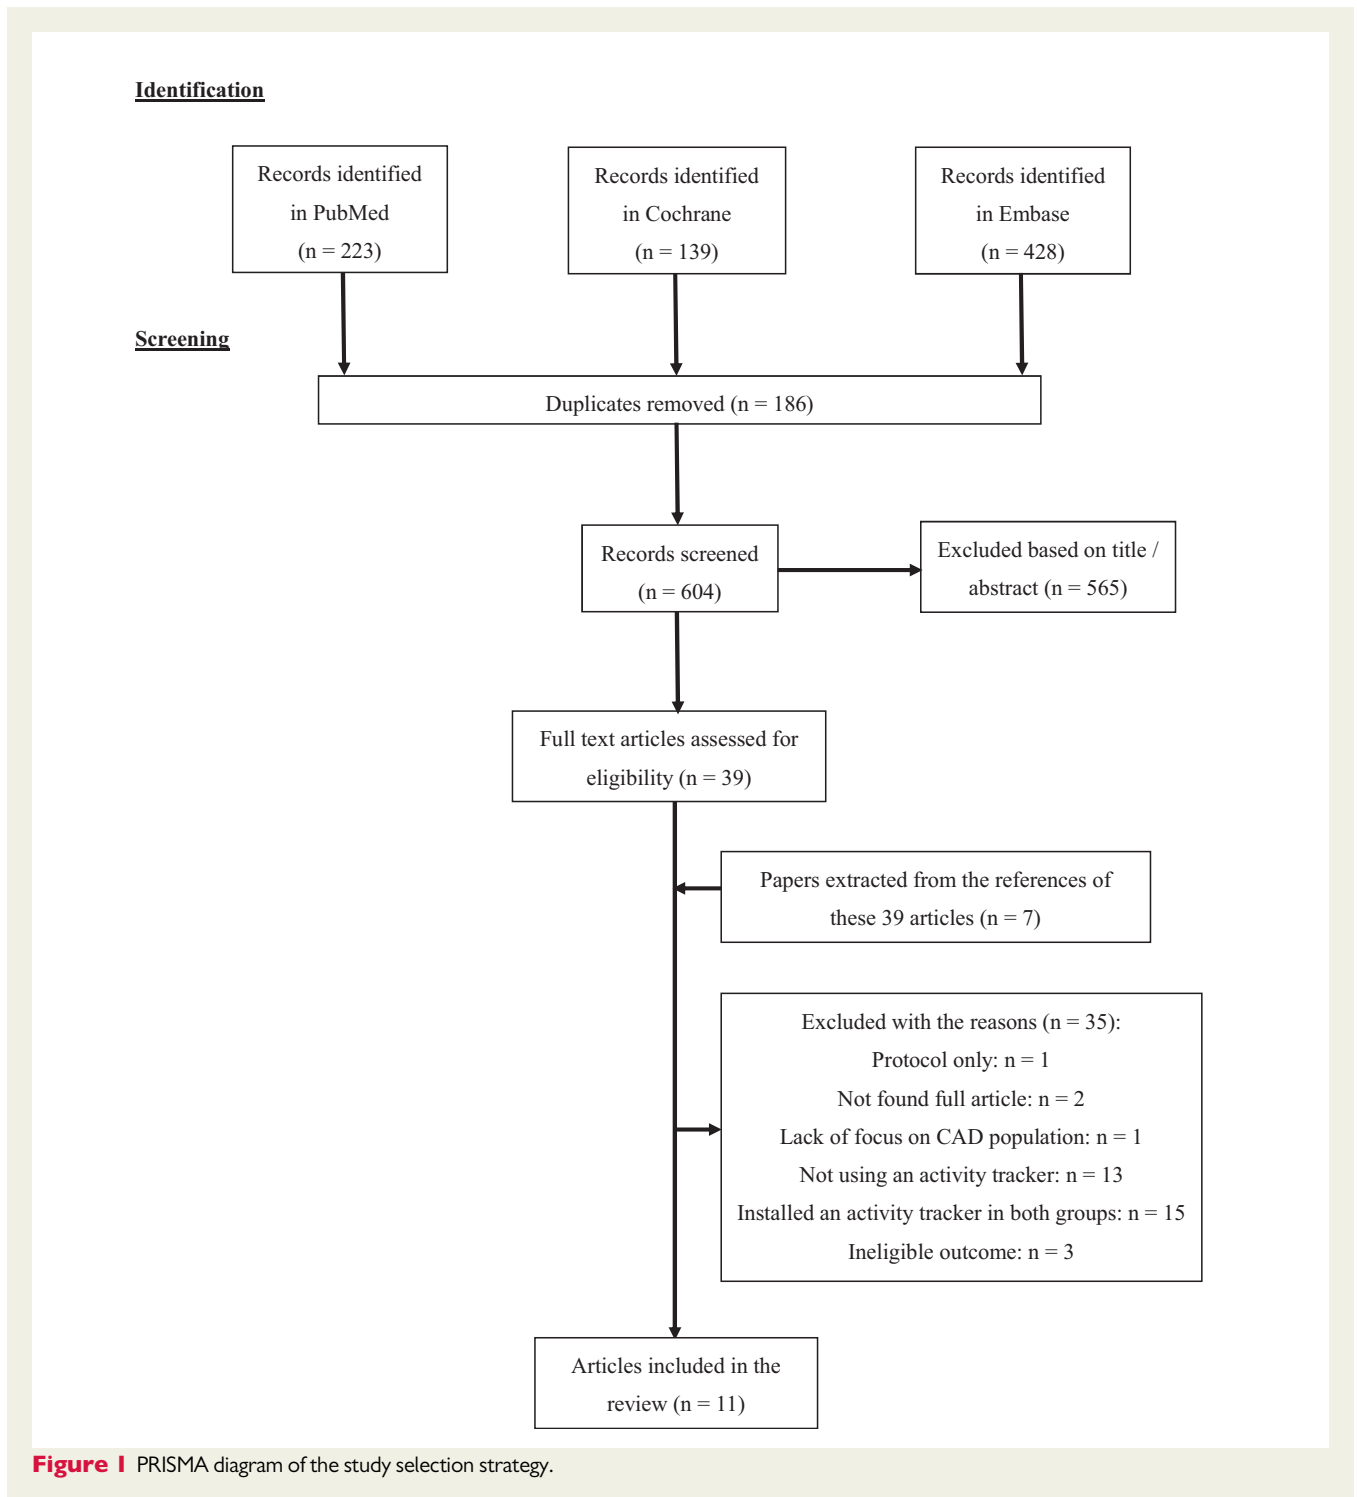 Identification
Records identified
in PubMed
(n = 223)
Records identified
in Cochrane
(n = 139)
Records identified
in Embase
(n = 428)
Screening
Duplicates removed (n = 186)
Records screened
(n = 604)
Excluded based on title /
abstract (n = 565)
Full text articles assessed for
eligibility (n = 39)
Papers extracted from the references of
these 39 articles (n = 7)
Excluded with the reasons (n = 35):
Protocol only: n = 1
Not found full article: n = 2
Lack of focus on CAD population: n = 1
Not using an activity tracker: n = 13
Installed an activity tracker in both groups: n = 15
Ineligible outcome: n = 3
Articles included in the
review (n = 11)
Figure 1 PRISMA diagram of the study selection strategy.